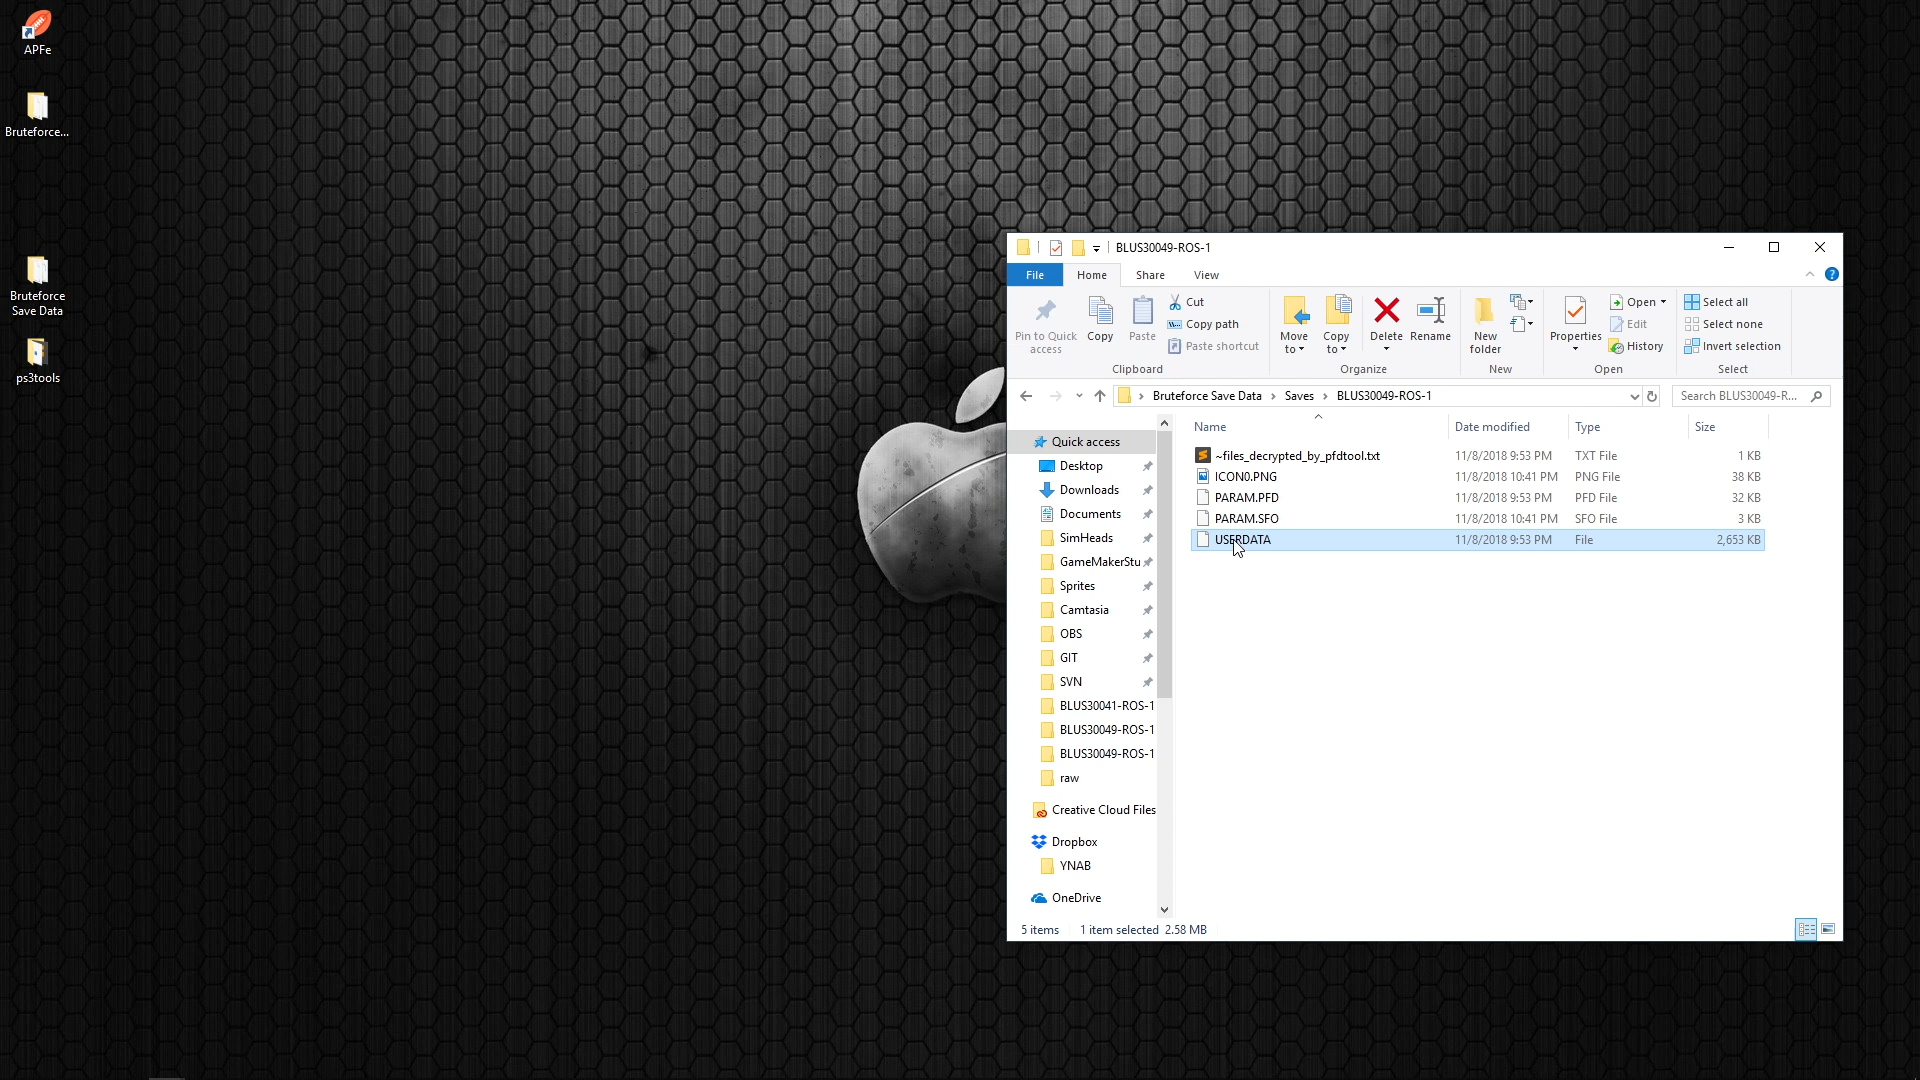 APFe
Bruteforce...
Bruteforce
Save Data
ps3tools
BLUS30049-ROS-1
File Home Share View
Pin to Quick
access
Copy
Paste
Cut
Copy path
Paste shortcut
Clipboard
Move
to
Copy
to
Delete
Rename
Organize
New
folder
New
Properties
Open
Edit
History
Open
Select all
Select none
Invert selection
Select
Bruteforce Save Data > Saves > BLUS30049-ROS-1
Search BLUS30049-R...
Name Date modified Type Size
~files_decrypted_by_pfdtool.txt 11/8/2018 9:53 PM TXT File 1 KB
ICON0.PNG 11/8/2018 10:41 PM PNG File 38 KB
PARAM.PFD 11/8/2018 9:53 PM PFD File 32 KB
PARAM.SFO 11/8/2018 10:41 PM SFO File 3 KB
USERDATA 11/8/2018 9:53 PM File 2,653 KB
Quick access
Desktop
Downloads
Documents
SimHeads
GameMakerStu
Sprites
Camtasia
OBS
GIT
SVN
BLUS30041-ROS-1
BLUS30049-ROS-1
BLUS30049-ROS-1
raw
Creative Cloud Files
Dropbox
YNAB
OneDrive
5 items 1 item selected 2.58 MB